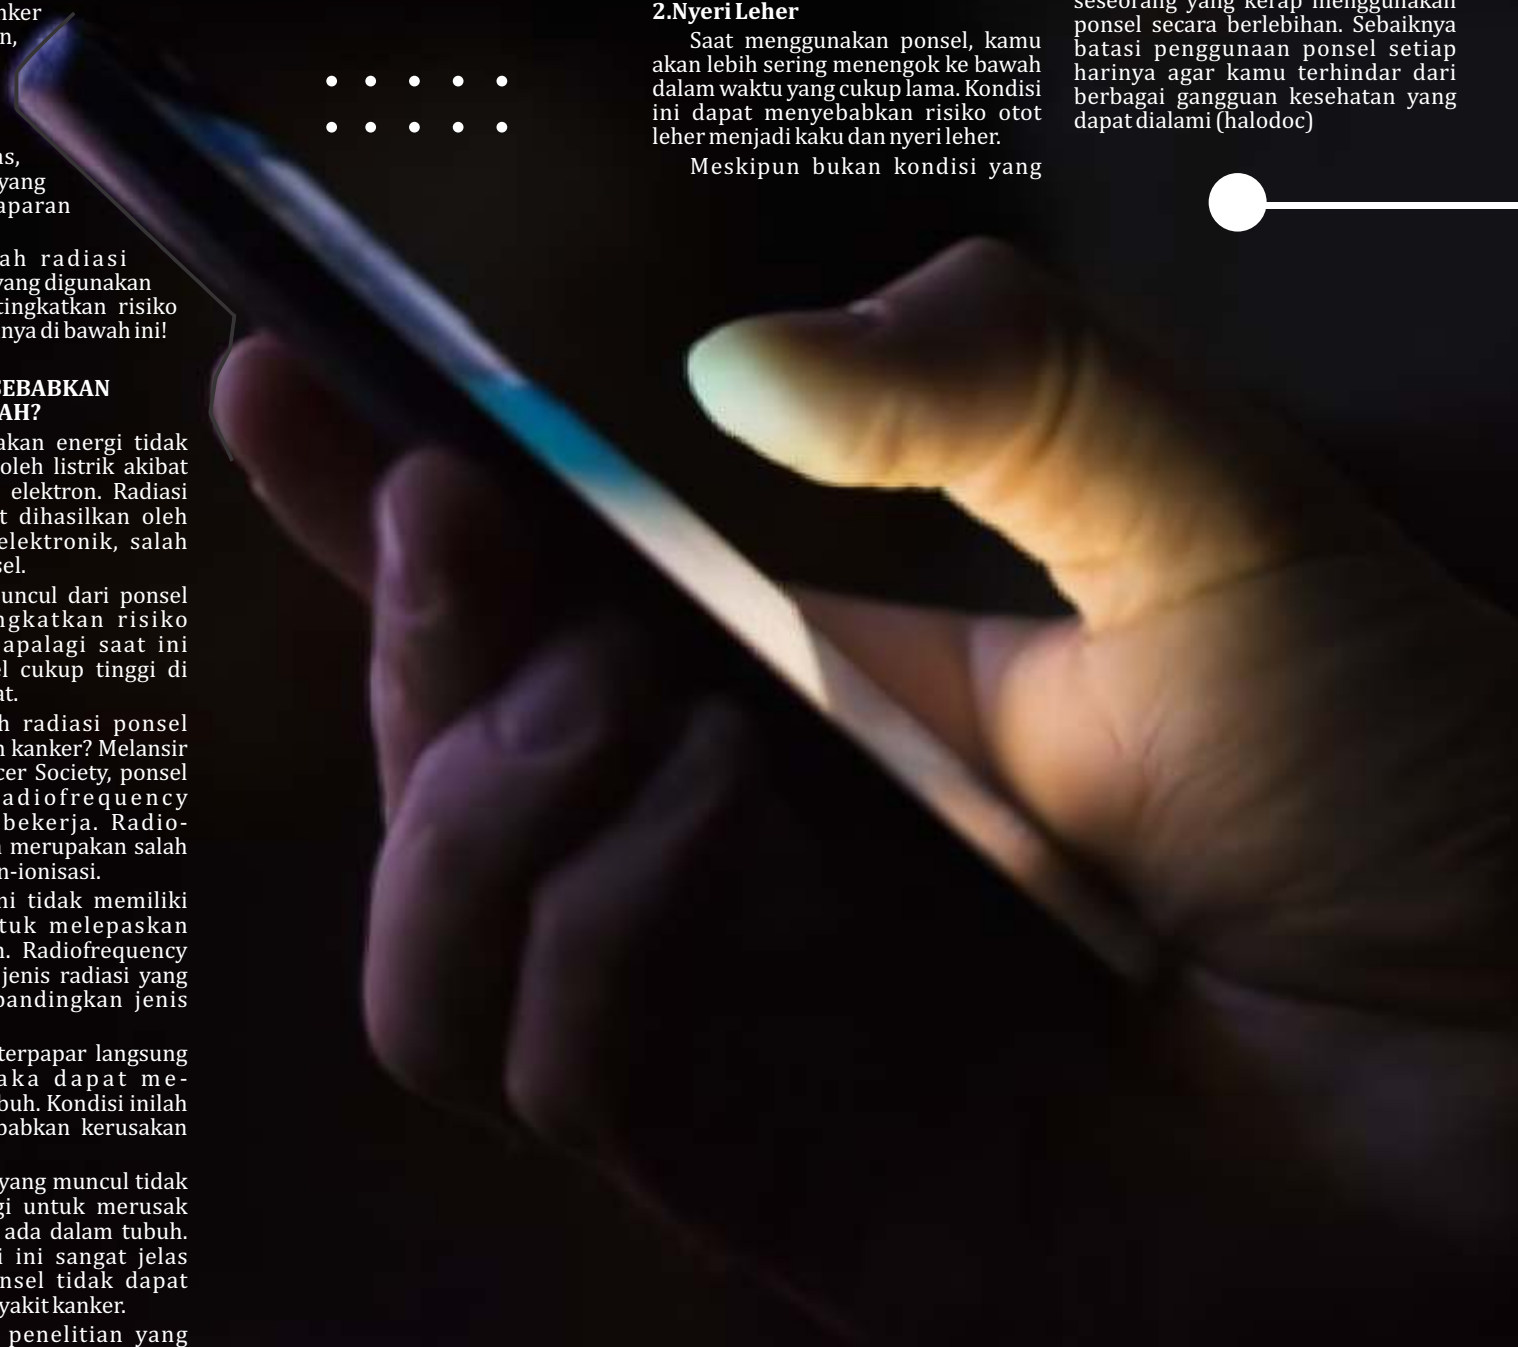 nker
n,
as,
yang
aparan
ah radiasi
yang digunakan
tingkatkan risiko
nya di bawah ini!
SEBABKAN
AH?
akan energi tidak
oleh listrik akibat
elektron. Radiasi
t dihasilkan oleh
elektronik, salah
sel.
uncul dari ponsel
ngkatkan risiko
apalagi saat ini
el cukup tinggi di
at.
h radiasi ponsel
n kanker? Melansir
cer Society, ponsel
adiofrequency
bekerja. Radio-
n merupakan salah
n-ionisasi.
ni tidak memiliki
tuk melepaskan
n. Radiofrequency
jenis radiasi yang
bandingkan jenis
terpapar langsung
aka dapat me-
buh. Kondisi inilah
babkan kerusakan
yang muncul tidak
gi untuk merusak
ada dalam tubuh.
i ini sangat jelas
nsel tidak dapat
yakit kanker.
penelitian yang
2.Nyeri Leher
Saat menggunakan ponsel, kamu
akan lebih sering menengok ke bawah
dalam waktu yang cukup lama. Kondisi
ini dapat menyebabkan risiko otot
leher menjadi kaku dan nyeri leher.
Meskipun bukan kondisi yang
seseorang yang kerap menggunakan
ponsel secara berlebihan. Sebaiknya
batasi penggunaan ponsel setiap
harinya agar kamu terhindar dari
berbagai gangguan kesehatan yang
dapat dialami (halodoc)